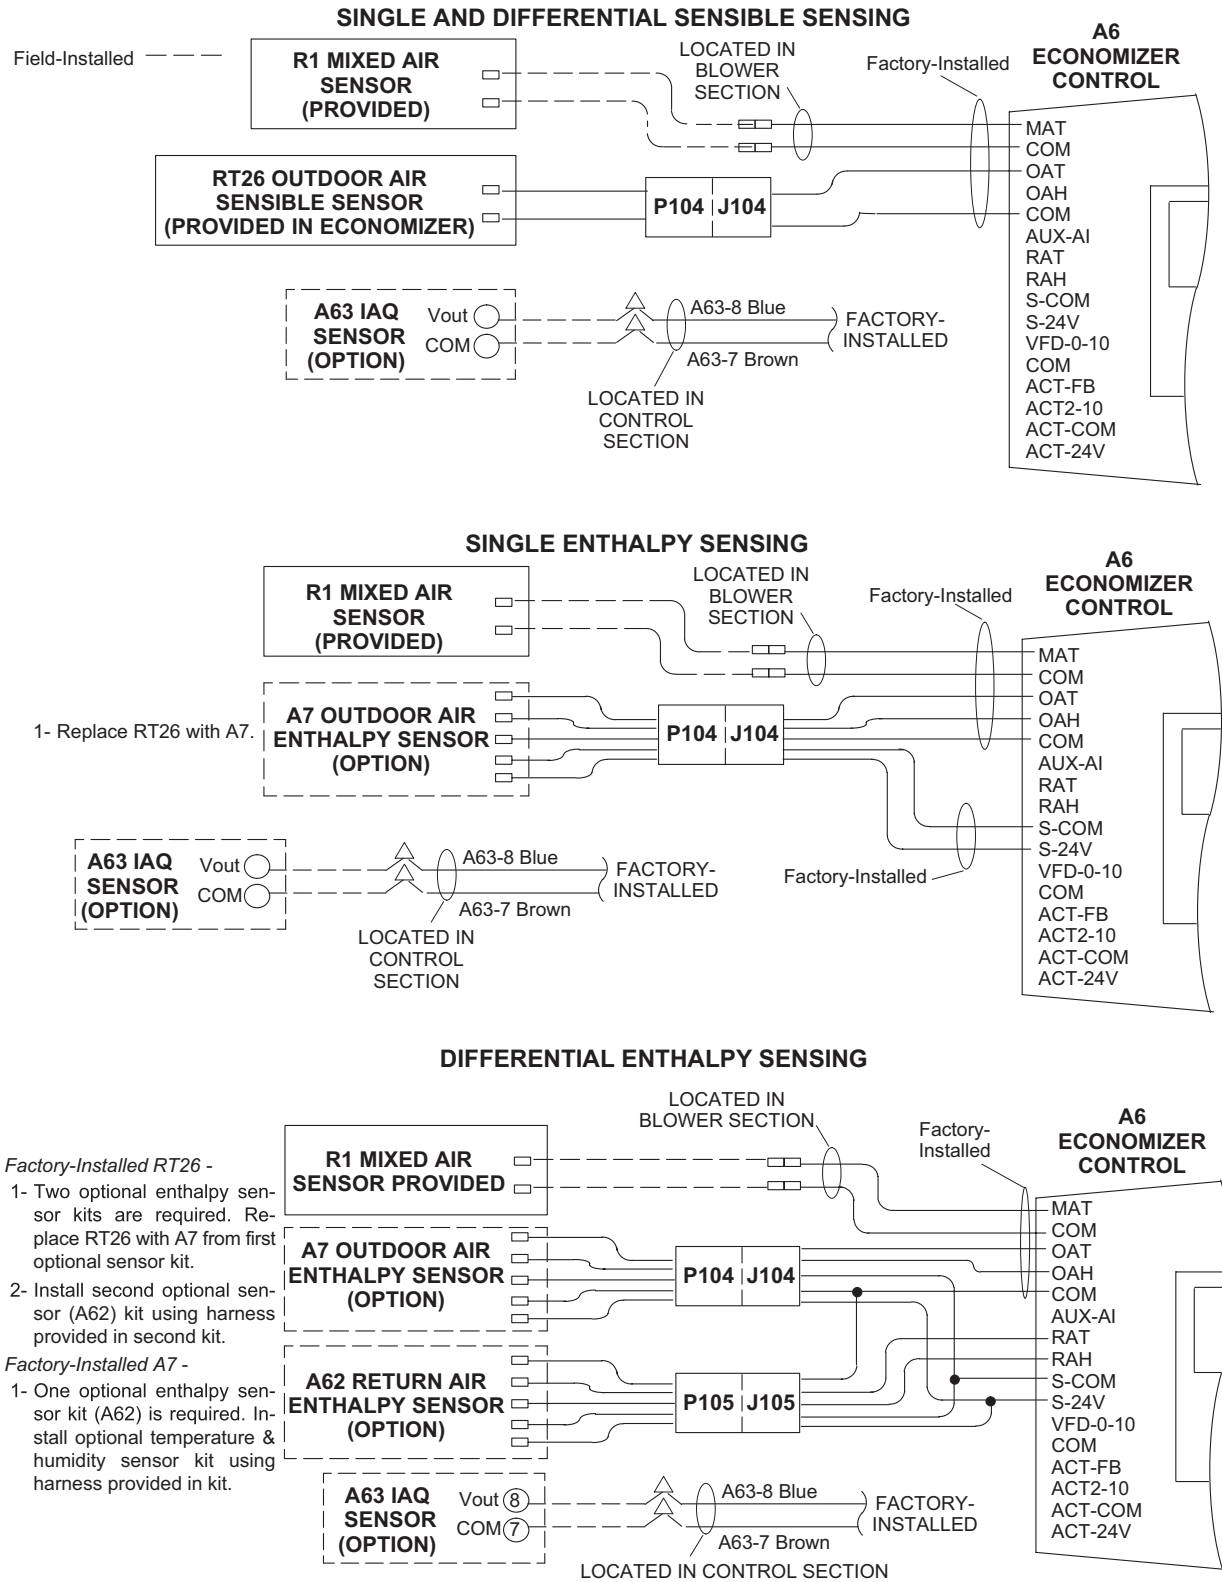 SINGLE AND DIFFERENTIAL SENSIBLE SENSING
Field-Installed
R1 MIXED AIR
SENSOR
(PROVIDED)
LOCATED IN
BLOWER
SECTION
Factory-Installed
A6
ECONOMIZER
CONTROL
RT26 OUTDOOR AIR
SENSIBLE SENSOR
(PROVIDED IN ECONOMIZER)
P104 J104
MAT
COM
OAT
OAH
COM
AUX-AI
RAT
RAH
S-COM
S-24V
VFD-0-10
COM
ACT-FB
ACT2-10
ACT-COM
ACT-24V
A63 IAQ
SENSOR
(OPTION)
Vout
COM
A63-8 Blue
A63-7 Brown
FACTORY-
INSTALLED
LOCATED IN
CONTROL
SECTION
SINGLE ENTHALPY SENSING
R1 MIXED AIR
SENSOR
(PROVIDED)
LOCATED IN
BLOWER
SECTION
Factory-Installed
A6
ECONOMIZER
CONTROL
1- Replace RT26 with A7.
A7 OUTDOOR AIR
ENTHALPY SENSOR
(OPTION)
P104 J104
MAT
COM
OAT
OAH
COM
AUX-AI
RAT
RAH
S-COM
S-24V
VFD-0-10
COM
ACT-FB
ACT2-10
ACT-COM
ACT-24V
Factory-Installed
A63 IAQ
SENSOR
(OPTION)
Vout
COM
A63-8 Blue
A63-7 Brown
FACTORY-
INSTALLED
LOCATED IN
CONTROL
SECTION
DIFFERENTIAL ENTHALPY SENSING
Factory-Installed RT26 -
1- Two optional enthalpy sen-
sor kits are required. Re-
place RT26 with A7 from first
optional sensor kit.
2- Install second optional sen-
sor (A62) kit using harness
provided in second kit.
Factory-Installed A7 -
1- One optional enthalpy sen-
sor kit (A62) is required. In-
stall optional temperature &
humidity sensor kit using
harness provided in kit.
R1 MIXED AIR
SENSOR PROVIDED
LOCATED IN
BLOWER SECTION
Factory-
Installed
A6
ECONOMIZER
CONTROL
A7 OUTDOOR AIR
ENTHALPY SENSOR
(OPTION)
P104 J104
A62 RETURN AIR
ENTHALPY SENSOR
(OPTION)
P105 J105
MAT
COM
OAT
OAH
COM
AUX-AI
RAT
RAH
S-COM
S-24V
VFD-0-10
COM
ACT-FB
ACT2-10
ACT-COM
ACT-24V
A63 IAQ
SENSOR
(OPTION)
Vout 8
COM 7
A63-8 Blue
A63-7 Brown
FACTORY-
INSTALLED
LOCATED IN CONTROL SECTION